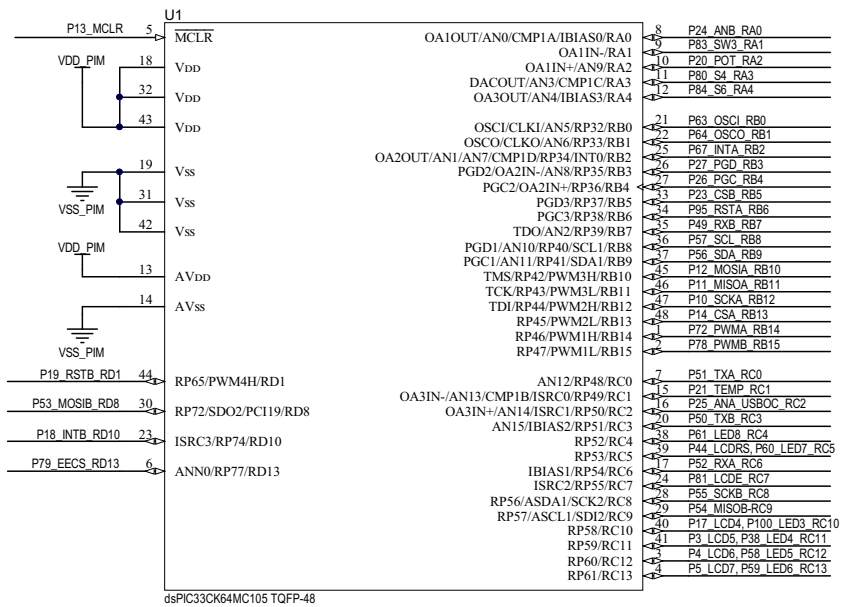 U1
P13_MCLR 5 MCLR
VDD_PIM 18 VDD
32 VDD
43 VDD
19 VSS
31 VSS
VSS_PIM 42 VSS
VDD_PIM 13 AVDD
14 AVSS
VSS_PIM
P19_RSTB_RD1 44 RP65/PWM4H/RD1
P53_MOSIB_RD8 30 RP72/SDO2/PCI19/RD8
P18_INTB_RD10 23 ISRC3/RP74/RD10
P79_EECS_RD13 6 ANN0/RP77/RD13
OA1OUT/AN0/CMP1A/IBIAS0/RA0 8 P24_ANB_RA0
OA1IN-/RA1 9 P83_SW3_RA1
OA1IN+/AN9/RA2 10 P20_POT_RA2
DACOUT/AN3/CMP1C/RA3 11 P80_S4_RA3
OA3OUT/AN4/IBIAS3/RA4 12 P84_S6_RA4
OSCI/CLKI/AN5/RP32/RB0 21 P63_OSCI_RB0
OSCO/CLKO/AN6/RP33/RB1 22 P64_OSCO_RB1
OA2OUT/AN1/AN7/CMP1D/RP34/INT0/RB2 25 P67_INTA_RB2
PGD2/OA2IN-/AN8/RP35/RB3 26 P27_PGD_RB3
PGC2/OA2IN+/RP36/RB4 27 P26_PGC_RB4
PGD3/RP37/RB5 33 P23_CSB_RB5
PGC3/RP38/RB6 34 P95_RSTA_RB6
TDO/AN2/RP39/RB7 35 P49_RXB_RB7
PGD1/AN10/RP40/SCL1/RB8 36 P57_SCL_RB8
PGC1/AN11/RP41/SDA1/RB9 37 P56_SDA_RB9
TMS/RP42/PWM3H/RB10 45 P12_MOSIA_RB10
TCK/RP43/PWM3L/RB11 46 P11_MISOA_RB11
TDI/RP44/PWM2H/RB12 47 P10_SCKA_RB12
RP45/PWM2L/RB13 48 P14_CSA_RB13
RP46/PWM1H/RB14 1 P72_PWMA_RB14
RP47/PWM1L/RB15 2 P78_PWMB_RB15
AN12/RP48/RC0 7 P51_TXA_RC0
OA3IN-/AN13/CMP1B/ISRC0/RP49/RC1 15 P21_TEMP_RC1
OA3IN+/AN14/ISRC1/RP50/RC2 16 P25_ANA_USBOC_RC2
AN15/IBIAS2/RP51/RC3 20 P50_TXB_RC3
RP52/RC4 38 P61_LED8_RC4
RP53/RC5 39 P44_LCDRS, P60_LED7_RC5
IBIAS1/RP54/RC6 17 P52_RXA_RC6
ISRC2/RP55/RC7 24 P81_LCDE_RC7
RP56/ASDA1/SCK2/RC8 28 P55_SCKB_RC8
RP57/ASCL1/SDI2/RC9 29 P54_MISOB-RC9
RP58/RC10 40 P17_LCD4, P100_LED3_RC10
RP59/RC11 41 P3_LCD5, P38_LED4_RC11
RP60/RC12 3 P4_LCD6, P58_LED5_RC12
RP61/RC13 4 P5_LCD7, P59_LED6_RC13
dsPIC33CK64MC105 TQFP-48